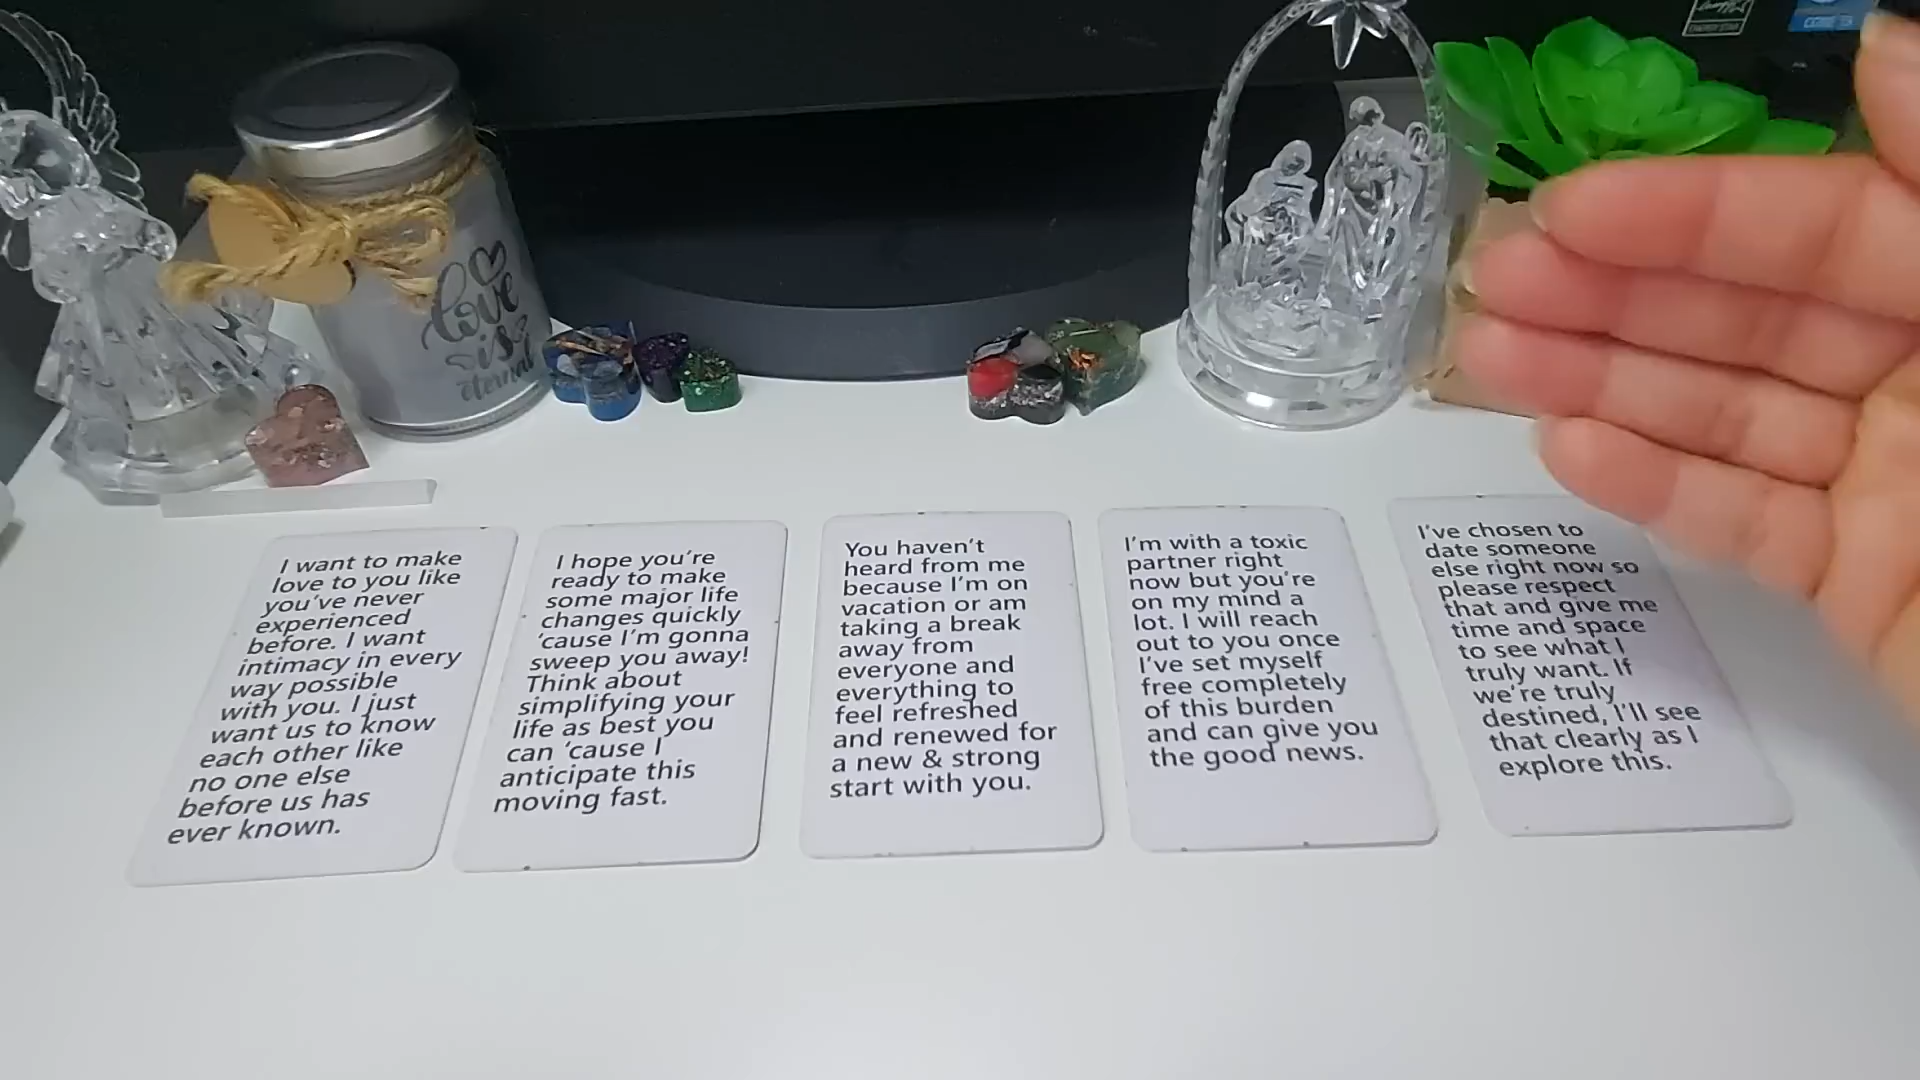 love
is
eternal
ENERGY STAR
I want to make
love to you like
you've never
experienced
before. I want
intimacy in every
way possible
with you. I just
want us to know
each other like
no one else
before us has
ever known.
I hope you're
ready to make
some major life
changes quickly
'cause I'm gonna
sweep you away!
Think about
simplifying your
life as best you
can 'cause I
anticipate this
moving fast.
You haven't
heard from me
because I'm on
vacation or am
taking a break
away from
everyone and
everything to
feel refreshed
and renewed for
a new & strong
start with you.
I'm with a toxic
partner right
now but you're
on my mind a
lot. I will reach
out to you once
I've set myself
free completely
of this burden
and can give you
the good news.
I've chosen to
date someone
else right now so
please respect
that and give me
time and space
to see what I
truly want. If
we're truly
destined, I'll see
that clearly as I
explore this.